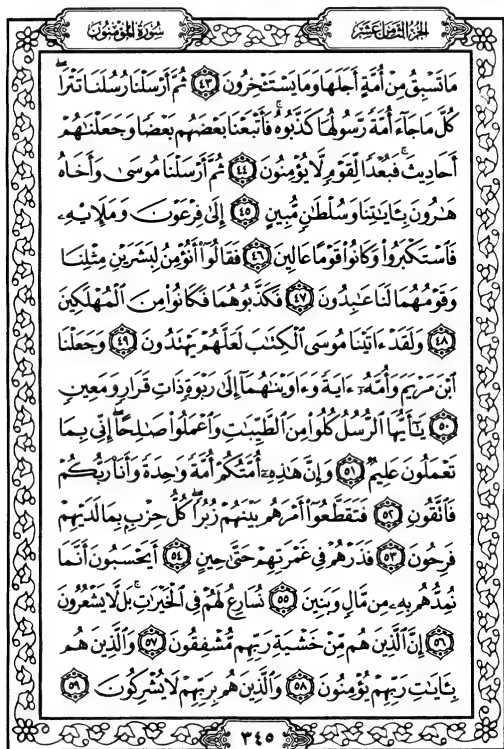 الجزء الثامن عشر
سورة المؤمنون
مَا تَسْبِقُ مِنْ أُمَّةٍ أَجَلَهَا وَمَا يَسْتَـْٔخِرُونَ ٤٣ ثُمَّ أَرْسَلْنَا رُسُلَنَا تَتْرَا ۖ
كُلَّ مَا جَآءَ أُمَّةً رَّسُولُهَا كَذَّبُوهُ ۚ فَأَتْبَعْنَا بَعْضَهُم بَعْضًا وَجَعَلْنَـٰهُمْ
أَحَادِيثَ ۚ فَبُعْدًا لِّقَوْمٍ لَّا يُؤْمِنُونَ ٤٤ ثُمَّ أَرْسَلْنَا مُوسَىٰ وَأَخَاهُ
هَـٰرُونَ بِـَٔايَـٰتِنَا وَسُلْطَـٰنٍ مُّبِينٍ ٤٥ إِلَىٰ فِرْعَوْنَ وَمَلَإِي۟هِۦ
فَٱسْتَكْبَرُوا۟ وَكَانُوا۟ قَوْمًا عَالِينَ ٤٦ فَقَالُوٓا۟ أَنُؤْمِنُ لِبَشَرَيْنِ مِثْلِنَا
وَقَوْمُهُمَا لَنَا عَـٰبِدُونَ ٤٧ فَكَذَّبُوهُمَا فَكَانُوا۟ مِنَ ٱلْمُهْلَكِينَ
٤٨ وَلَقَدْ ءَاتَيْنَا مُوسَى ٱلْكِتَـٰبَ لَعَلَّهُمْ يَهْتَدُونَ ٤٩ وَجَعَلْنَا
ٱبْنَ مَرْيَمَ وَأُمَّهُۥٓ ءَايَةً وَءَاوَيْنَـٰهُمَآ إِلَىٰ رَبْوَةٍ ذَاتِ قَرَارٍ وَمَعِينٍ
٥٠ يَـٰٓأَيُّهَا ٱلرُّسُلُ كُلُوا۟ مِنَ ٱلطَّيِّبَـٰتِ وَٱعْمَلُوا۟ صَـٰلِحًا ۖ إِنِّى بِمَا
تَعْمَلُونَ عَلِيمٌ ٥١ وَإِنَّ هَـٰذِهِۦٓ أُمَّتُكُمْ أُمَّةً وَٰحِدَةً وَأَنَا۠ رَبُّكُمْ
فَٱتَّقُونِ ٥٢ فَتَقَطَّعُوٓا۟ أَمْرَهُم بَيْنَهُمْ زُبُرًا ۖ كُلُّ حِزْبٍۭ بِمَا لَدَيْهِمْ
فَرِحُونَ ٥٣ فَذَرْهُمْ فِى غَمْرَتِهِمْ حَتَّىٰ حِينٍ ٥٤ أَيَحْسَبُونَ أَنَّمَا
نُمِدُّهُم بِهِۦ مِن مَّالٍ وَبَنِينَ ٥٥ نُسَارِعُ لَهُمْ فِى ٱلْخَيْرَٰتِ ۚ بَل لَّا يَشْعُرُونَ
٥٦ إِنَّ ٱلَّذِينَ هُم مِّنْ خَشْيَةِ رَبِّهِم مُّشْفِقُونَ ٥٧ وَٱلَّذِينَ هُم
بِـَٔايَـٰتِ رَبِّهِمْ يُؤْمِنُونَ ٥٨ وَٱلَّذِينَ هُم بِرَبِّهِمْ لَا يُشْرِكُونَ ٥٩
٣٤٥